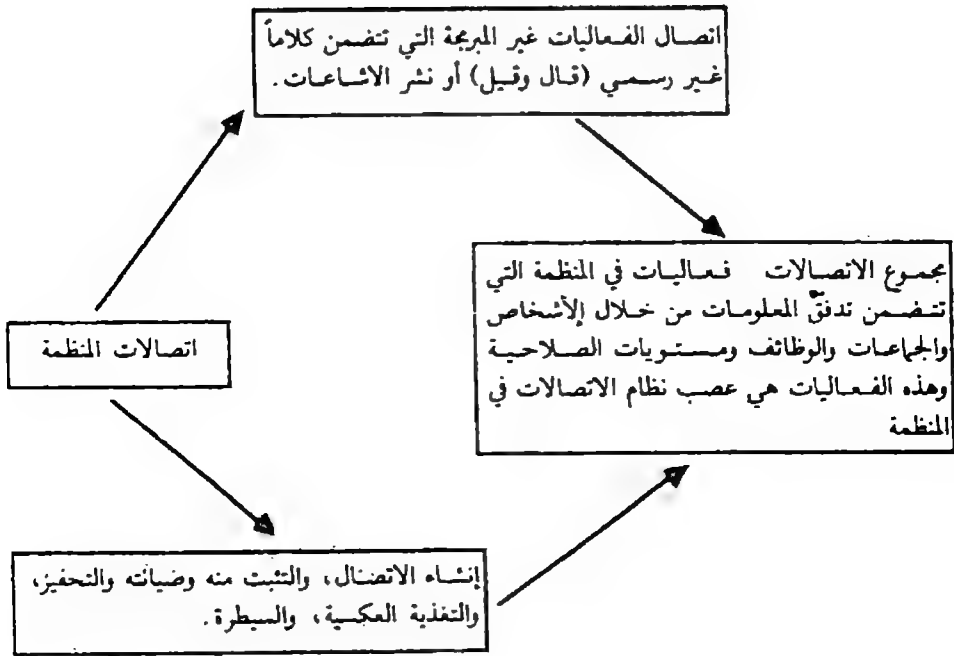 اتصال الفعاليات غير المبرمجة التي تتضمن كلاماً
غير رسمي (قال وقيل) أو نشر الاشاعات.
مجموع الاتصالات فعاليات في المنظمة التي
تتضمن تدفق المعلومات من خلال الأشخاص
والجماعات والوظائف ومستويات الصلاحية
وهذه الفعاليات هي عصب نظام الاتصالات في
المنظمة
اتصالات المنظمة
إنشاء الاتصال، والتثبت منه وضيائته والتحفيز،
والتغذية العكسية، والسيطرة.